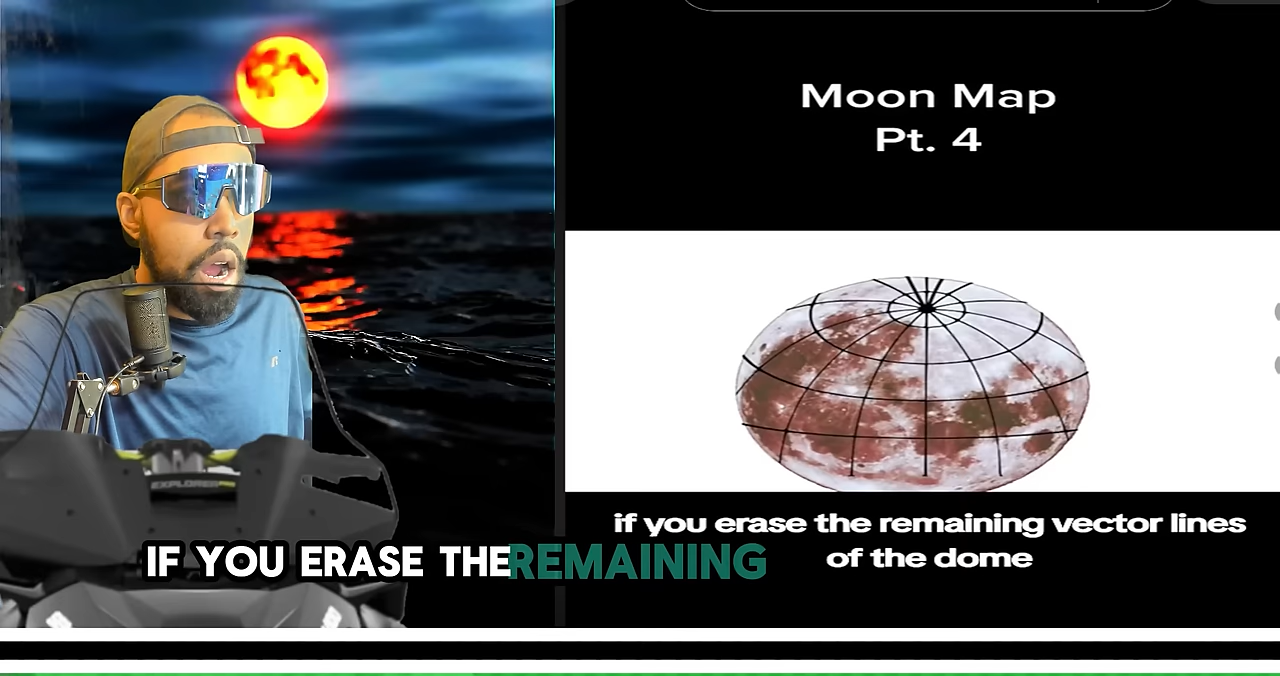 Moon Map
Pt. 4
EXPLORER
if you erase the remaining vector lines
of the dome
IF YOU ERASE THE REMAINING